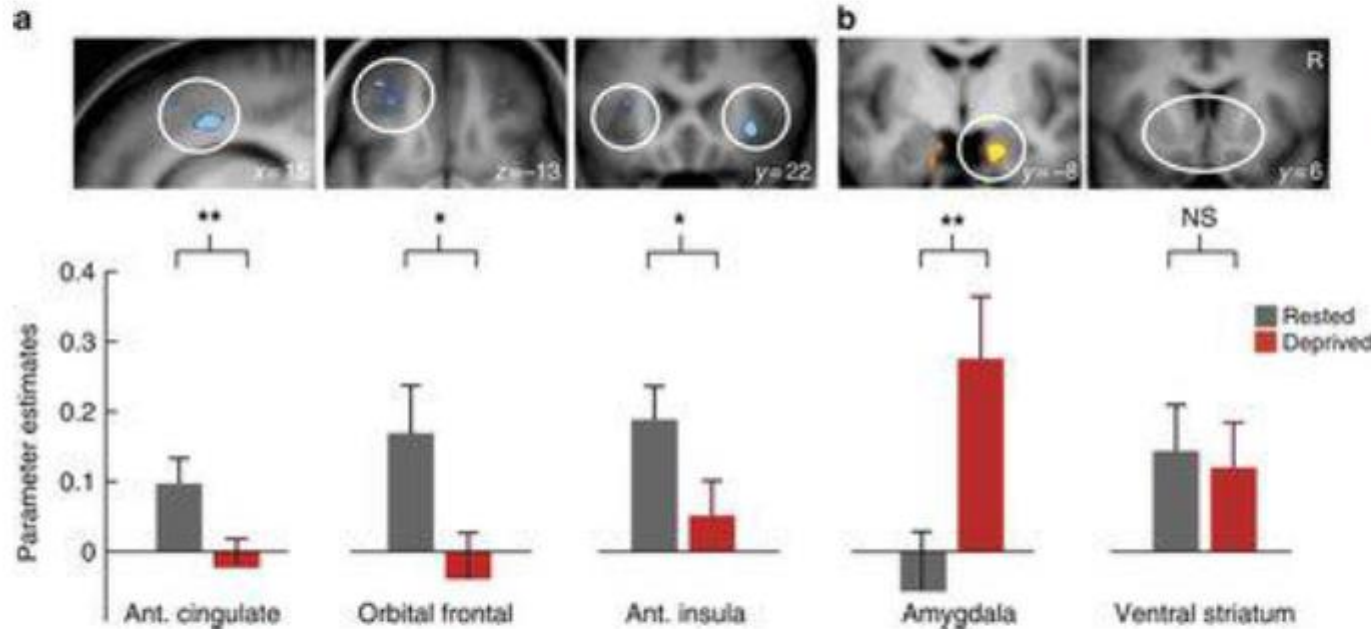 a
b
R
x=15
z=-13
y=22
y=-8
y=6
**
*
*
**
NS
0.4
0.3
0.2
0.1
0
Parameter estimates
Rested
Deprived
Ant. cingulate
Orbital frontal
Ant. insula
Amygdala
Ventral striatum